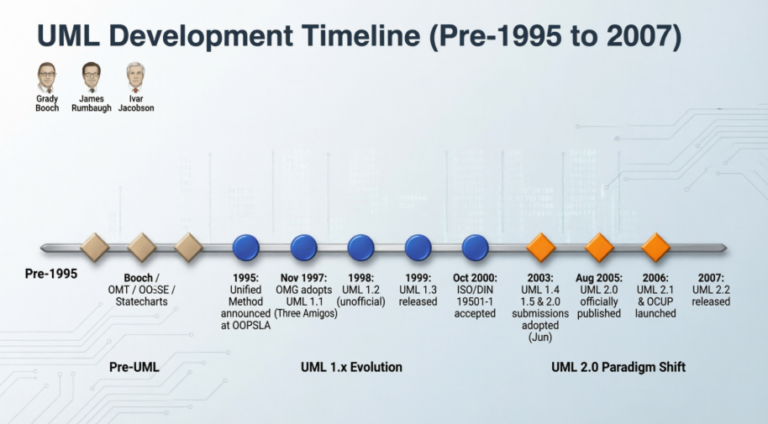 UML Development Timeline (Pre-1995 to 2007)
Grady
Booch
James
Rumbaugh
Ivar
Jacobson
Pre-1995
Booch /
OMT / OOSE /
Statecharts
1995:
Unified
Method
announced
at OOPSLA
Nov 1997:
OMG adopts
UML 1.1
(Three Amigos)
1998:
UML 1.2
(unofficial)
1999:
UML 1.3
released
Oct 2000:
ISO/DIN
19501-1
accepted
2003:
UML 1.4
1.5 & 2.0
submissions
adopted
(Jun)
Aug 2005:
UML 2.0
officially
published
2006:
UML 2.1
& OCUP
launched
2007:
UML 2.2
released
Pre-UML
UML 1.x Evolution
UML 2.0 Paradigm Shift